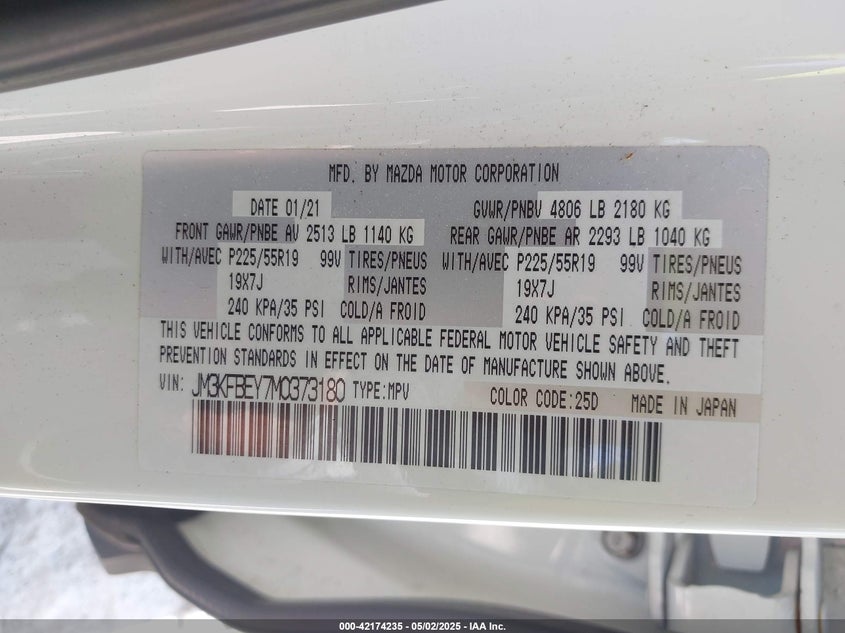 MFD. BY MAZDA MOTOR CORPORATION
DATE 01/21 GVWR/PNBV 4806 LB 2180 KG
FRONT GAWR/PNBE AV 2513 LB 1140 KG REAR GAWR/PNBE AR 2293 LB 1040 KG
WITH/AVEC P225/55R19 99V TIRES/PNEUS WITH/AVEC P225/55R19 99V TIRES/PNEUS
19X7J RIMS/JANTES 19X7J RIMS/JANTES
240 KPA/35 PSI COLD/A FROID 240 KPA/35 PSI COLD/A FROID
THIS VEHICLE CONFORMS TO ALL APPLICABLE FEDERAL MOTOR VEHICLE SAFETY AND THEFT
PREVENTION STANDARDS IN EFFECT ON THE DATE OF MANUFACTURE SHOWN ABOVE.
VIN: JM3KFBEY7M0373180 TYPE:MPV COLOR CODE:25D MADE IN JAPAN
000-42174235 - 05/02/2025 - IAA Inc.